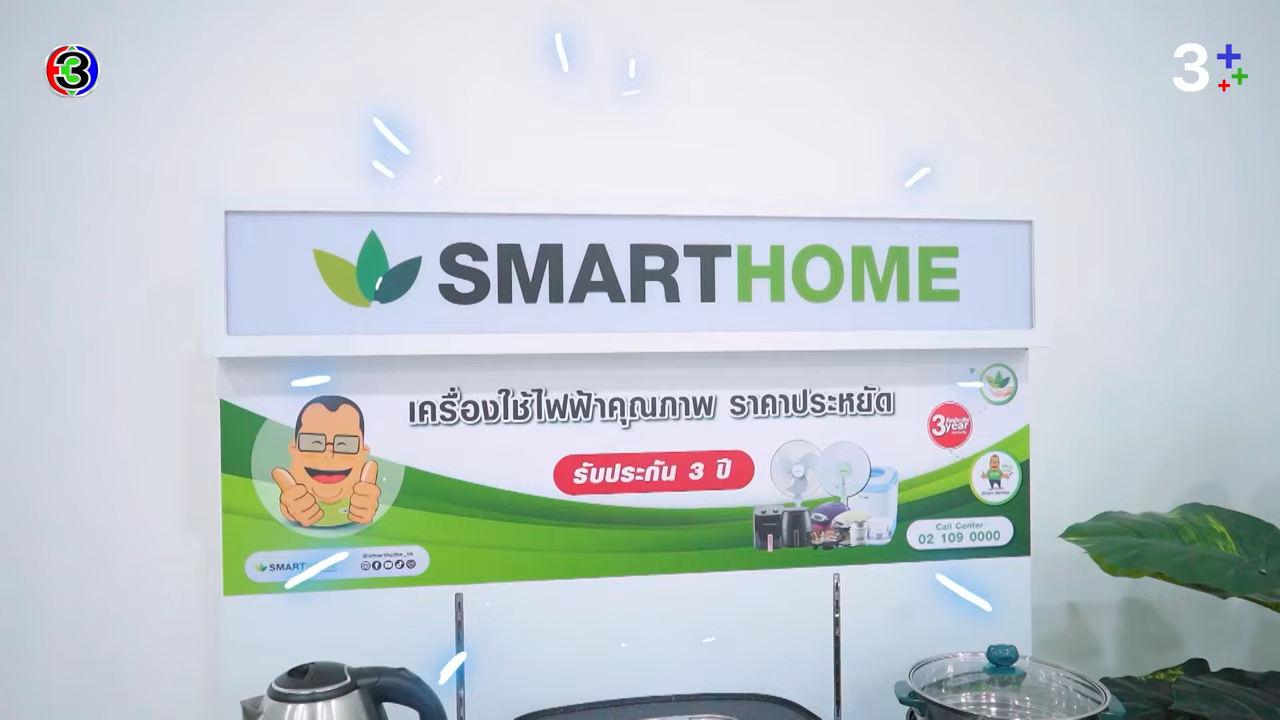 3
3
SMARTHOME
เครื่องใช้ไฟฟ้าคุณภาพ ราคาประหยัด
รับประกัน 3 ปี
3 year
Smart Service
Call Center
02 109 0000
@smarthome_th
SMART